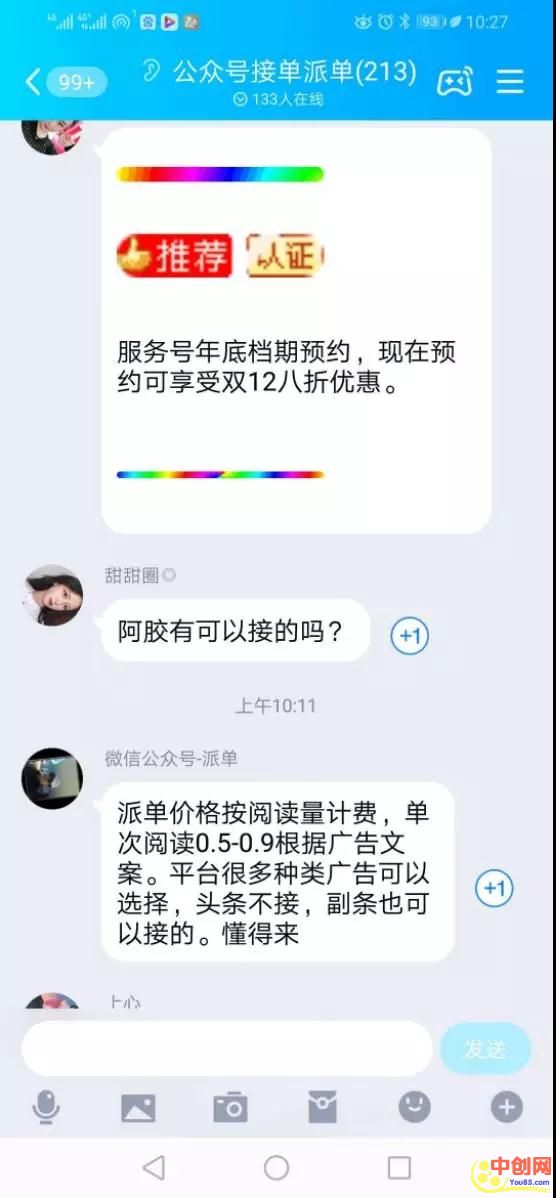 4G 4G+ 1 93 10:27
99+ 公众号接单派单(213)
133人在线
推荐 认证
服务号年底档期预约，现在预
约可享受双12八折优惠。
甜甜圈◎
阿胶有可以接的吗？
+1
上午10:11
微信公众号-派单
派单价格按阅读量计费，单
次阅读0.5-0.9根据广告文
案。平台很多种类广告可以
选择，头条不接，副条也可
以接的。懂得来
+1
上心
发送
中创网
You85.com